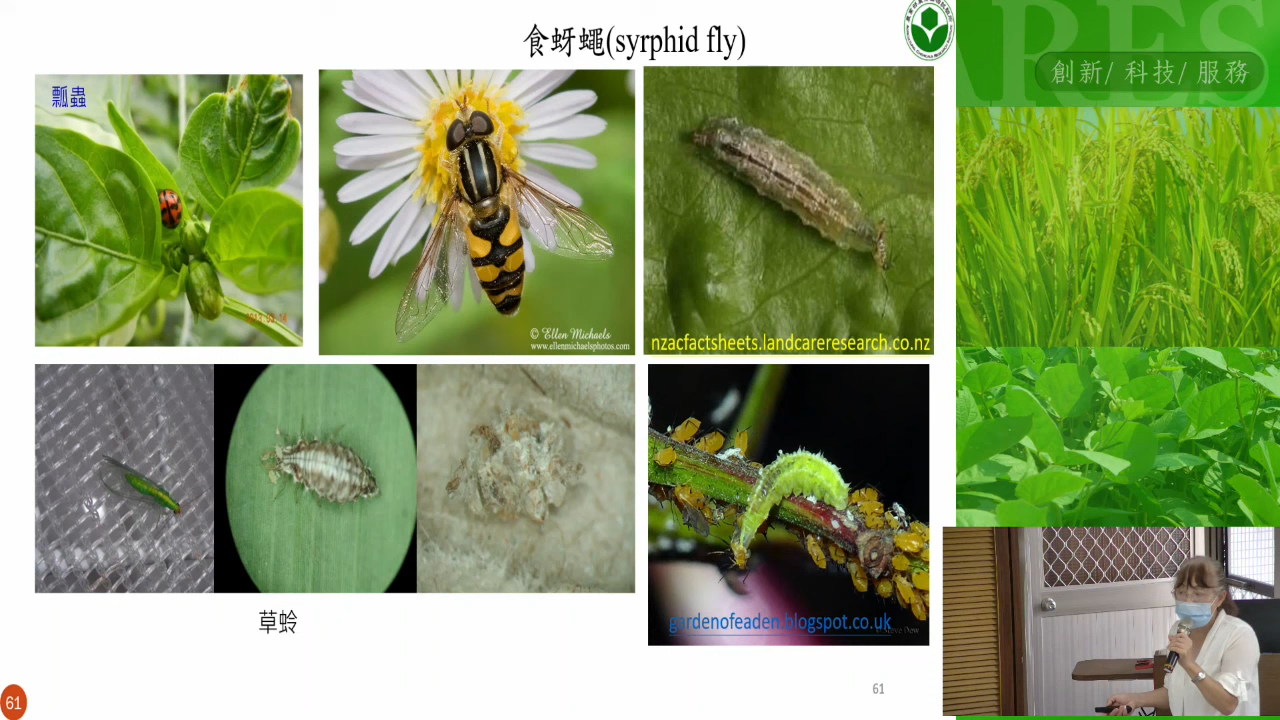 食蚜蠅(syrphid fly)
創新/ 科技/ 服務
瓢蟲
© Ellen Michaels
www.ellenmichaelsphotos.com
nzacfactsheets.landcareresearch.co.nz
草蛉
gardenofeaden.blogspot.co.uk
61
61